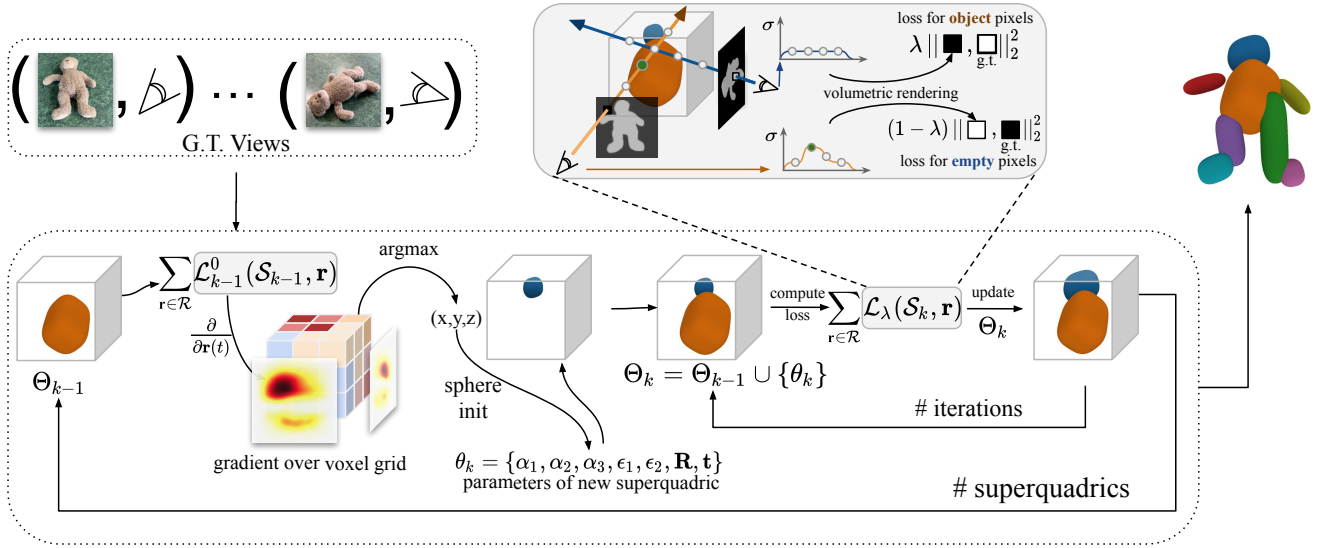 ( , ) ... ( , )
G.T. Views
σ
loss for object pixels
λ || ■ , □ ||₂²
g.t.
volumetric rendering
σ
(1 − λ) || □ , ■ ||₂²
g.t.
loss for empty pixels
Θₖ₋₁
∑ r∈ℛ ℒ⁰ₖ₋₁(𝒮ₖ₋₁, r)
∂/∂r(t)
gradient over voxel grid
argmax
(x,y,z)
sphere
init
θₖ = {α₁, α₂, α₃, ϵ₁, ϵ₂, R, t}
parameters of new superquadric
Θₖ = Θₖ₋₁ ∪ {θₖ}
compute
loss
∑ r∈ℛ ℒλ(𝒮ₖ, r)
update
Θₖ
# iterations
# superquadrics